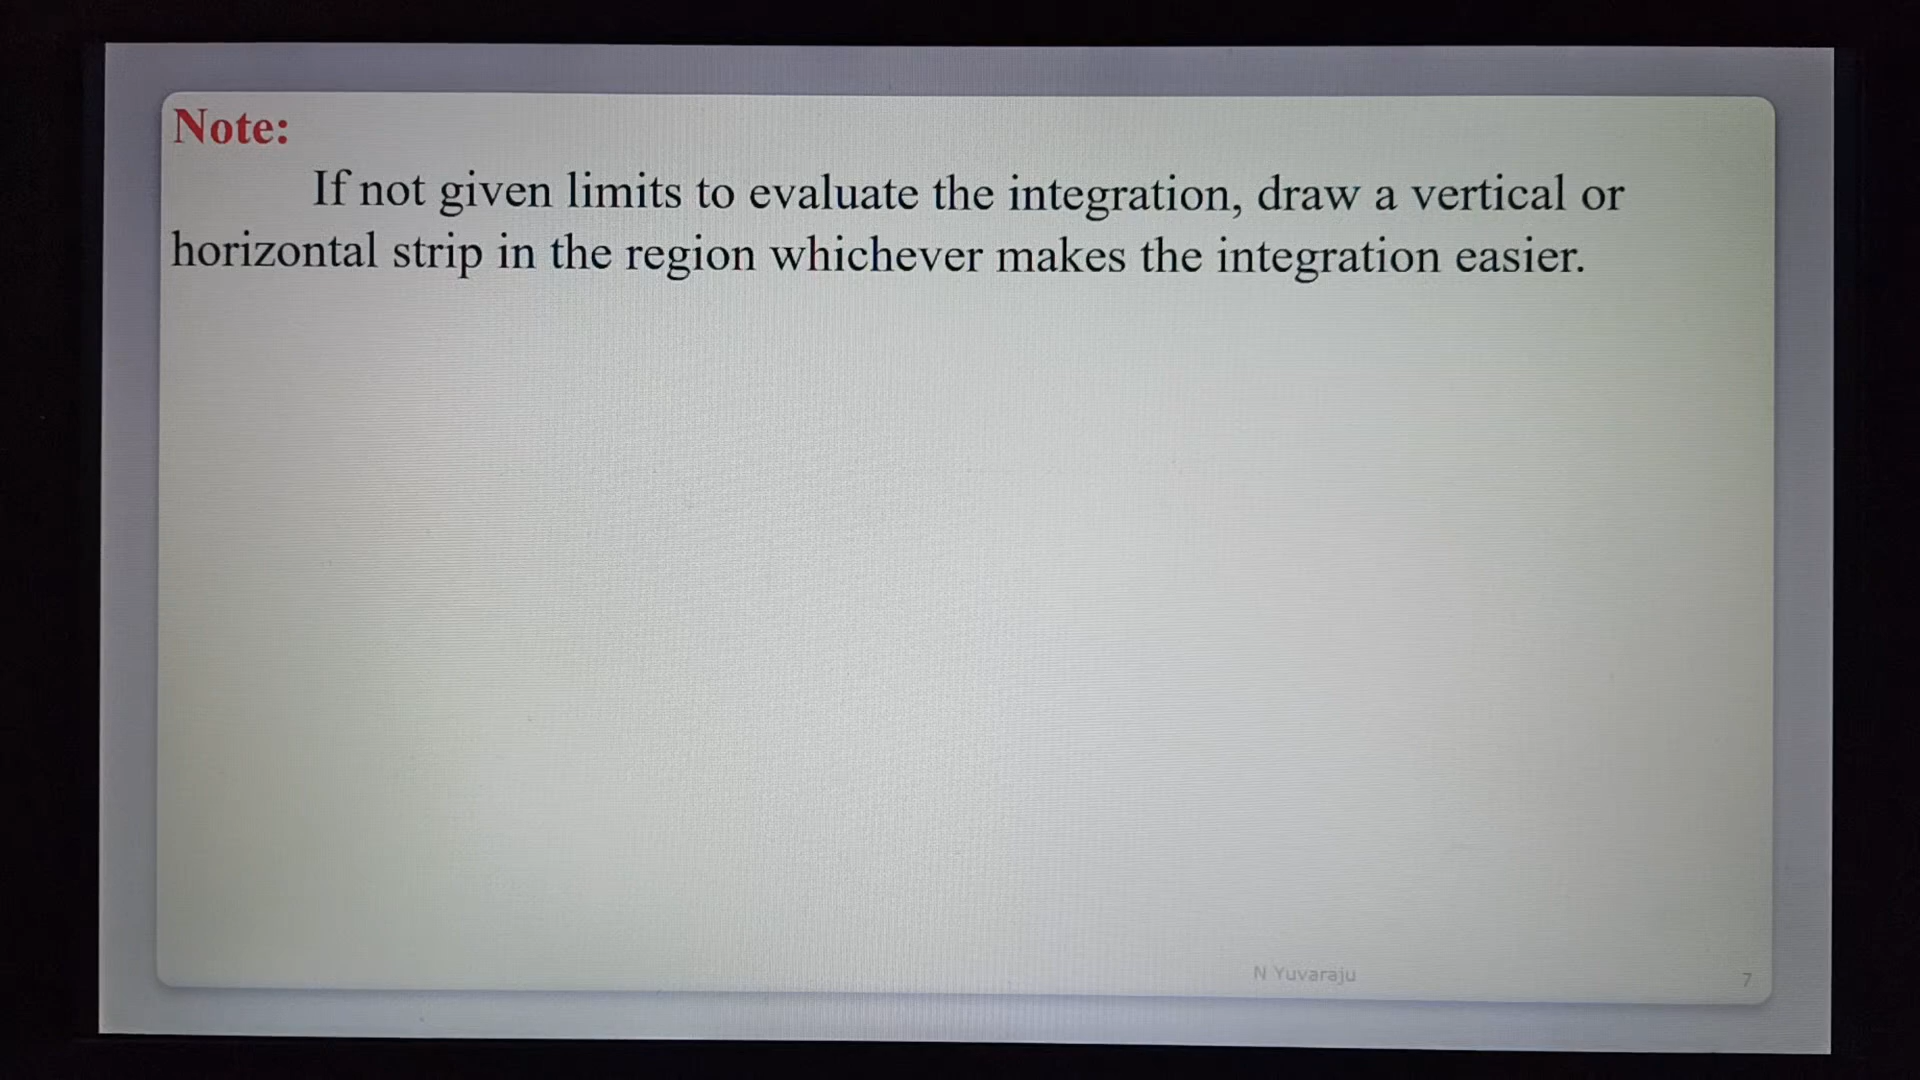 Note:
If not given limits to evaluate the integration, draw a vertical or
horizontal strip in the region whichever makes the integration easier.
N Yuvaraju
7